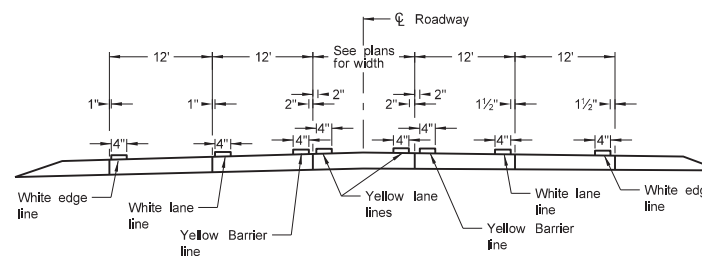 ℄ Roadway
12' 12' See plans 12' 12'
for width
2" 2"
1" 1" 2" 2" 1½" 1½"
4" 4"
4" 4" 4" 4" 4" 4"
White edge
line
White lane
line
Yellow Barrier
line
Yellow lane
lines
Yellow Barrier
line
White lane
line
White edg
line